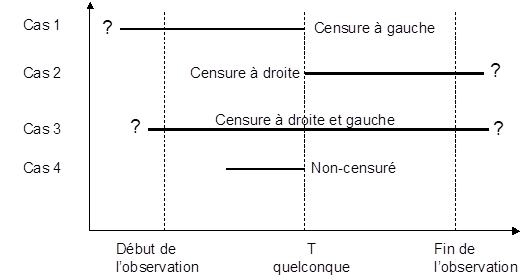 Cas 1
?
Censure à gauche
Cas 2
Censure à droite
?
Cas 3
?
Censure à droite et gauche
?
Cas 4
Non-censuré
Début de
l'observation
T
quelconque
Fin de
l'observation